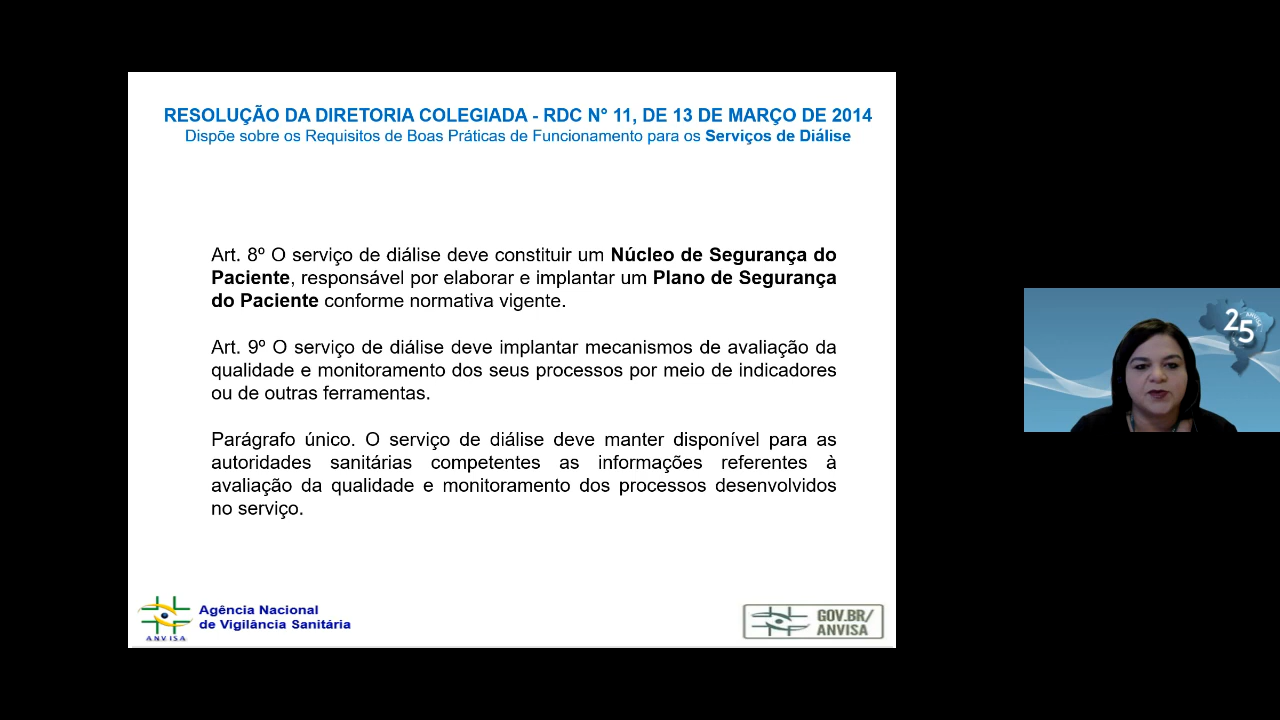 RESOLUÇÃO DA DIRETORIA COLEGIADA - RDC N° 11, DE 13 DE MARÇO DE 2014
Dispõe sobre os Requisitos de Boas Práticas de Funcionamento para os Serviços de Diálise
Art. 8º O serviço de diálise deve constituir um Núcleo de Segurança do
Paciente, responsável por elaborar e implantar um Plano de Segurança
do Paciente conforme normativa vigente.
Art. 9º O serviço de diálise deve implantar mecanismos de avaliação da
qualidade e monitoramento dos seus processos por meio de indicadores
ou de outras ferramentas.
Parágrafo único. O serviço de diálise deve manter disponível para as
autoridades sanitárias competentes as informações referentes à
avaliação da qualidade e monitoramento dos processos desenvolvidos
no serviço.
Agência Nacional
de Vigilância Sanitária
ANVISA
GOV.BR/
ANVISA
25
ANVISA